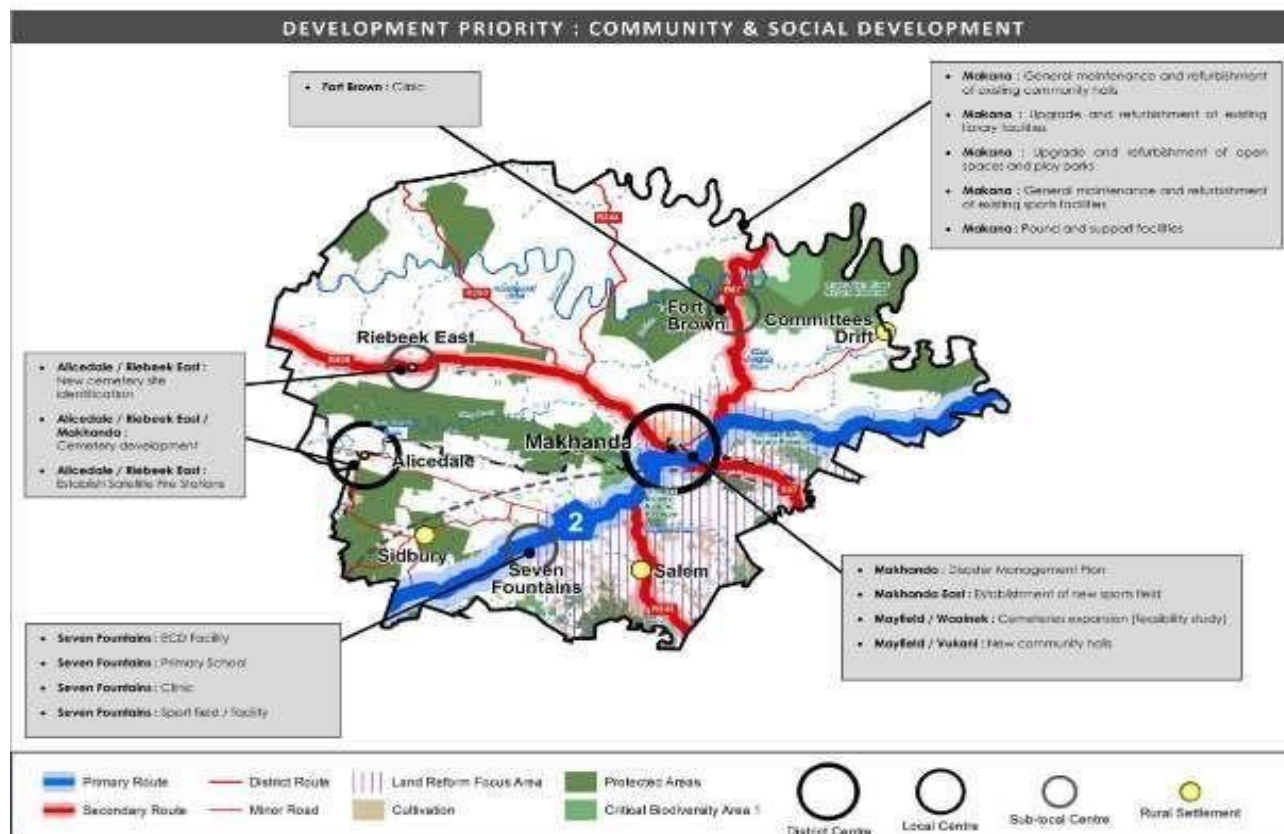 DEVELOPMENT PRIORITY : COMMUNITY & SOCIAL DEVELOPMENT
• Fort Brown : Clinic
• Makana : General maintenance and refurbishment
of existing community halls
• Makana : Upgrade and refurbishment of existing
library facilities
• Makana : Upgrade and refurbishment of open
spaces and play parks
• Makana : General maintenance and refurbishment
of existing sports facilities
• Makana : Pound and support facilities
Fort
Brown
Committees
Drift
Riebeek East
• Alicedale / Riebeek East :
New cemetery site
identification
• Alicedale / Riebeek East /
Makhanda :
Cemetery development
• Alicedale / Riebeek East :
Establish Satellite Fire Stations
Makhanda
Alicedale
2
Sidbury
Seven
Fountains
Salem
• Makhanda : Disaster Management Plan
• Makhanda East : Establishment of new sports field
• Mayfield / Waainek : Cemeteries expansion (feasibility study)
• Mayfield / Vukani : New community halls
• Seven Fountains : ECD Facility
• Seven Fountains : Primary School
• Seven Fountains : Clinic
• Seven Fountains : Sport field / facility
Primary Route
District Route
Land Reform Focus Area
Protected Areas
Secondary Route
Minor Road
Cultivation
Critical Biodiversity Area 1
District Centre
Local Centre
Sub-local Centre
Rural Settlement